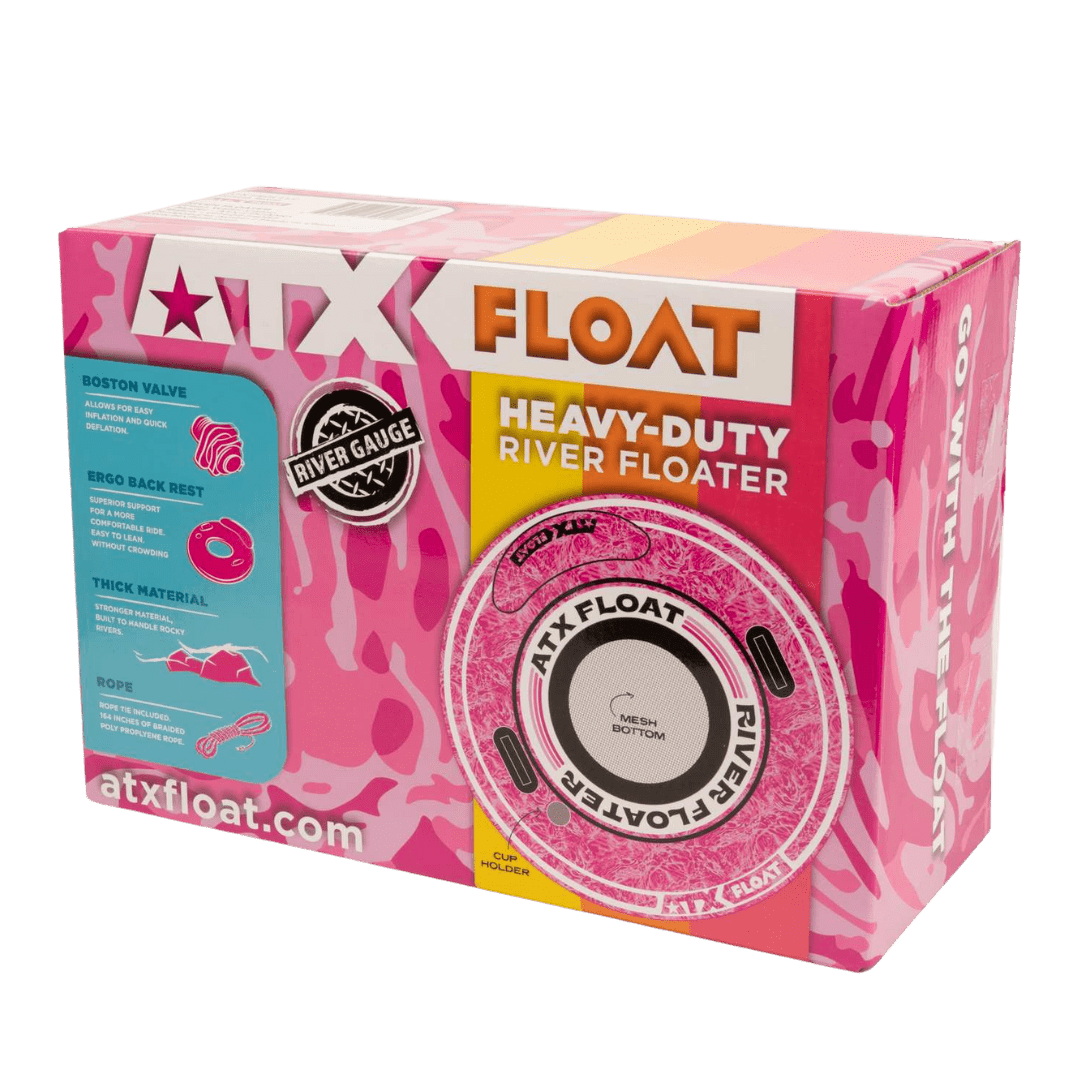 ATX FLOAT
HEAVY-DUTY
RIVER FLOATER
RIVER GAUGE
BOSTON VALVE
ALLOWS FOR EASY
INFLATION AND QUICK
DEFLATION.
ERGO BACK REST
SUPERIOR SUPPORT
FOR A MORE
COMFORTABLE RIDE.
EASY TO LEAN.
WITHOUT CROWDING
THICK MATERIAL
STRONGER MATERIAL,
BUILT TO HANDLE ROCKY
RIVERS.
ROPE
ROPE TIE INCLUDED.
164 INCHES OF BRAIDED
POLY PROPLYENE ROPE.
atxfloat.com
ATX FLOAT
ATX FLOAT
RIVER FLOATER
MESH
BOTTOM
CUP
HOLDER
ATX FLOAT
GO WITH THE FLOAT